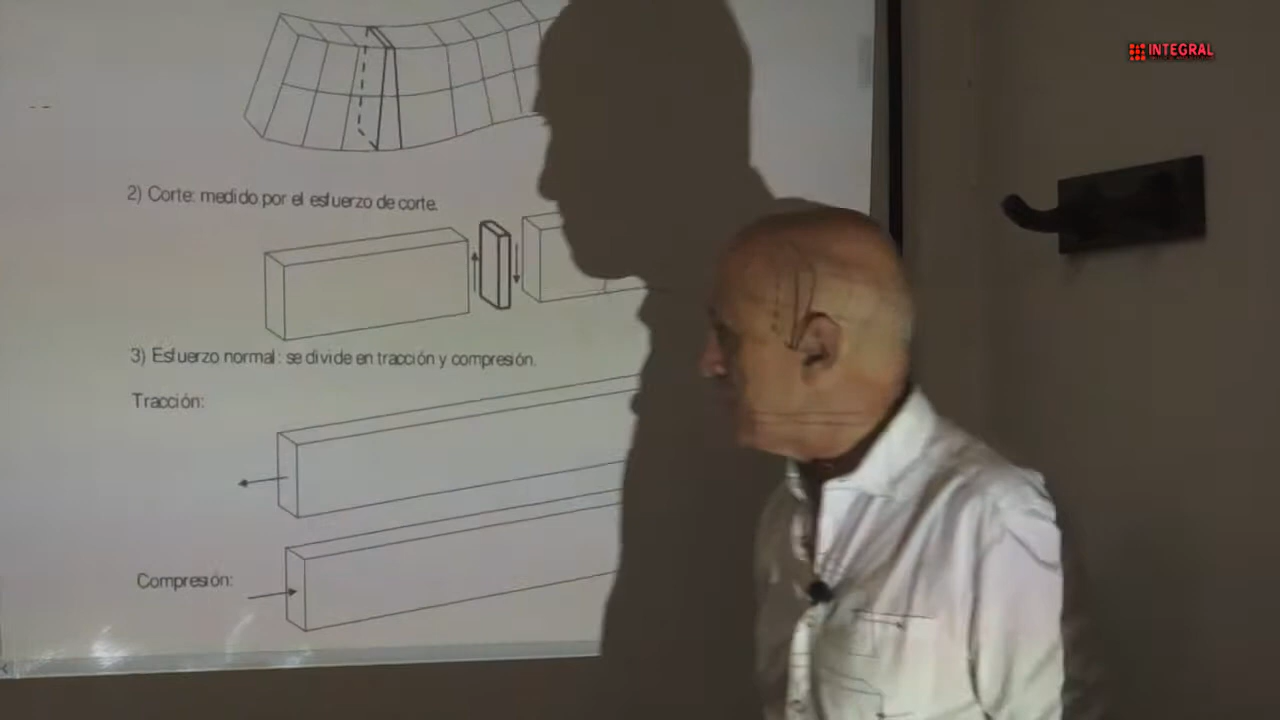 INTEGRAL
2) Corte: medido por el esfuerzo de corte.
3) Esfuerzo normal: se divide en tracción y compresión.
Tracción:
Compresión: